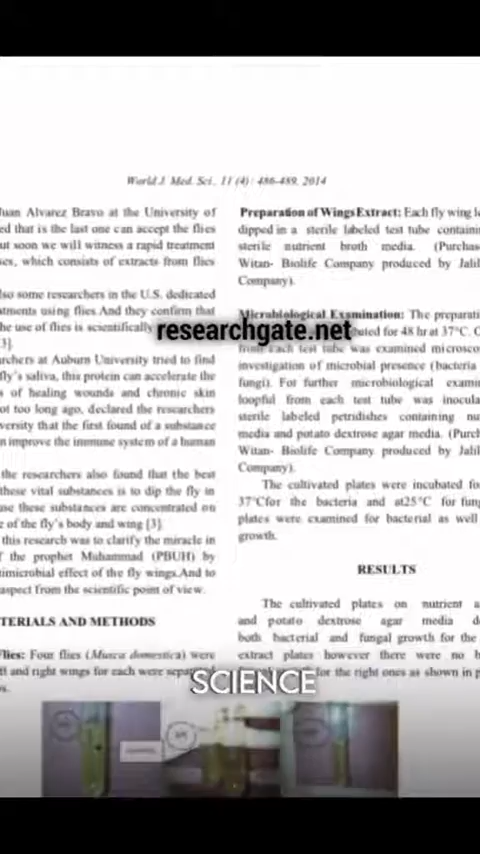 World J. Med. Sci., 11 (4): 486-489, 2014
Juan Alvarez Bravo at the University of
ed that is the last one can accept the flies
ut soon we will witness a rapid treatment
ses, which consists of extracts from flies
lso some researchers in the U.S. dedicated
atments using flies.And they confirm that
he use of flies is scientifically
3].
rchers at Auburn University tried to find
fly's saliva, this protein can accelerate the
s of healing wounds and chronic skin
ot too long ago, declared the researchers
versity that the first found of a substance
n improve the immune system of a human
the researchers also found that the best
these vital substances is to dip the fly in
use these substances are concentrated on
e of the fly's body and wing [3].
this research was to clarify the miracle in
f the prophet Muhammad (PBUH) by
timicrobial effect of the fly wings.And to
aspect from the scientific point of view.
TERIALS AND METHODS
Flies: Four flies (Musca domestica) were
ft and right wings for each were separated
s.
Preparation of Wings Extract: Each fly wing
dipped in a sterile labeled test tube contain
sterile nutrient broth media. (Purchas
Witan- Biolife Company produced by Jalil
Company).
Microbiological Examination: The preparati
researchgate.net
ated for 48 hr at 37°C. C
from each test tube was examined microsco
investigation of microbial presence (bacteria
fungi). For further microbiological exami
loopful from each test tube was inocula
sterile labeled petridishes containing nu
media and potato dextrose agar media. (Purc
Witan- Biolife Company produced by Jalil
Company).
The cultivated plates were incubated fo
37°Cfor the bacteria and at25°C for fung
plates were examined for bacterial as well
growth.
RESULTS
The cultivated plates on nutrient a
and potato dextrose agar media d
both bacterial and fungal growth for the
extract plates however there were no b
for the right ones as shown in p
SCIENCE